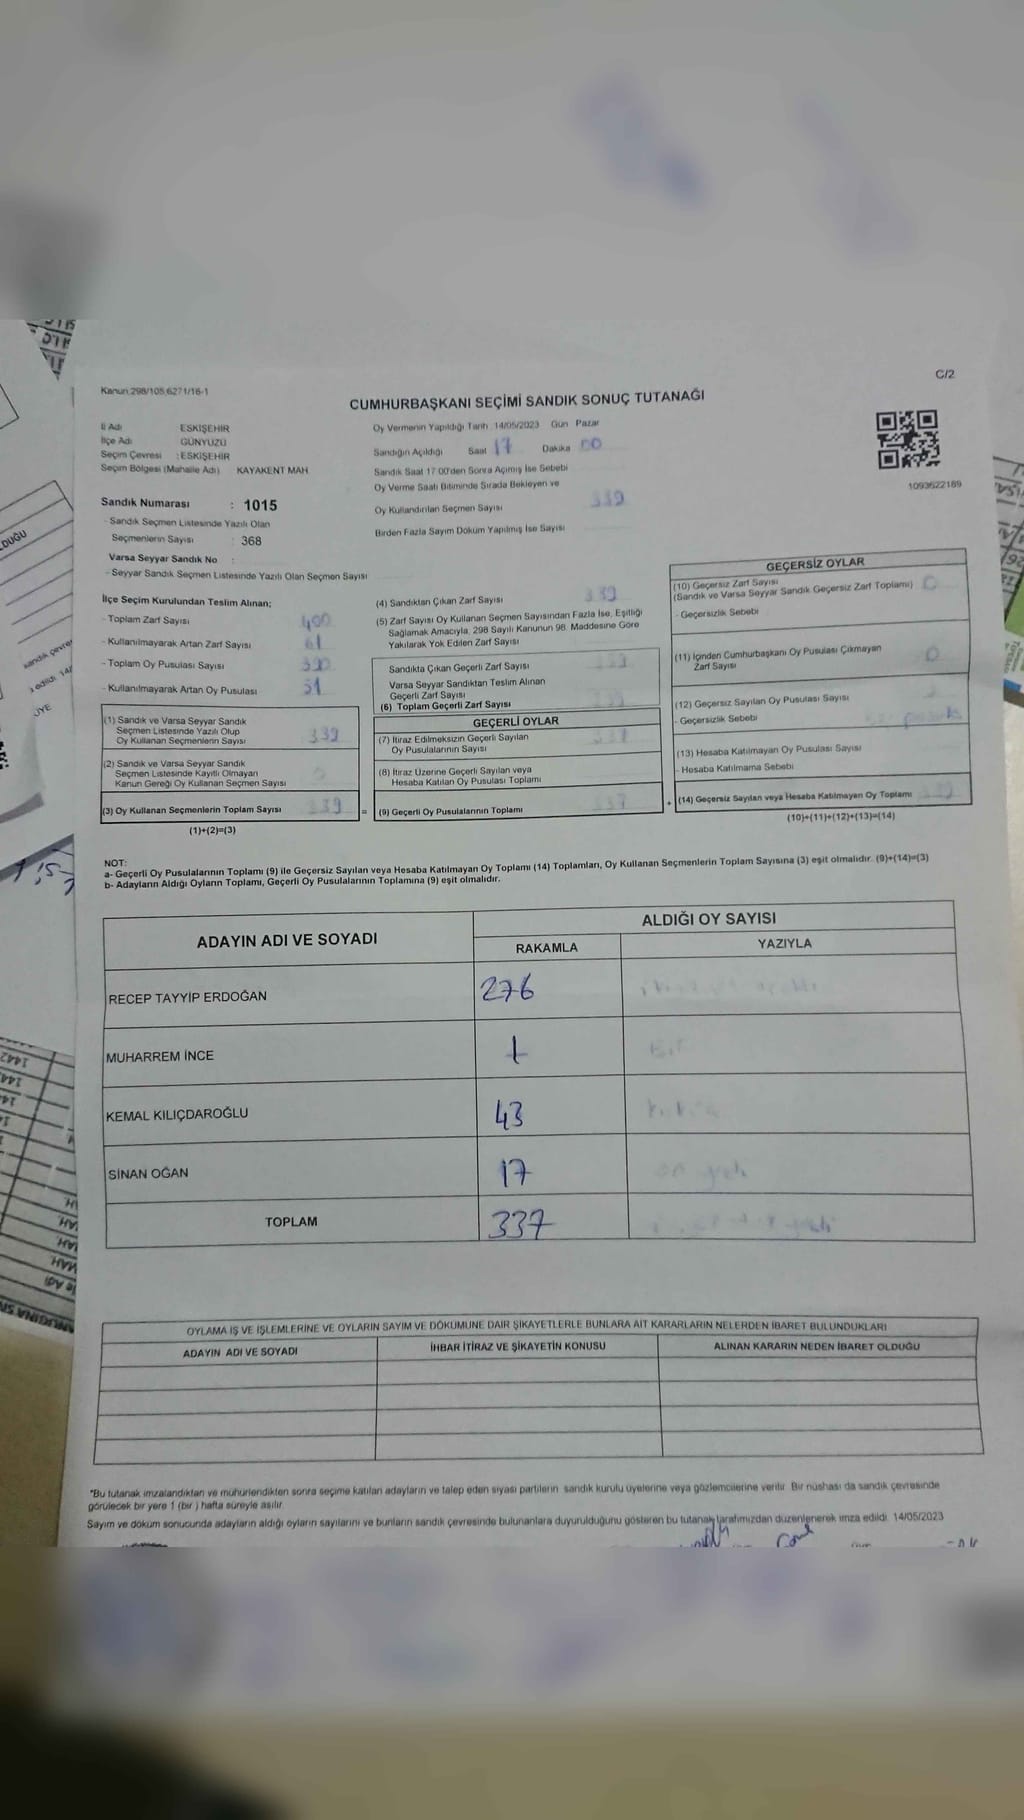 C/2
Kanun:298/105,6271/16-1
CUMHURBAŞKANI SEÇİMİ SANDIK SONUÇ TUTANAĞI
İl Adı ESKİŞEHİR
İlçe Adı GÜNYÜZÜ
Seçim Çevresi : ESKİŞEHİR
Seçim Bölgesi (Mahalle Adı) KAYAKENT MAH
Sandık Numarası : 1015
- Sandık Seçmen Listesinde Yazılı Olan
Seçmenlerin Sayısı : 368
Varsa Seyyar Sandık No :
- Seyyar Sandık Seçmen Listesinde Yazılı Olan Seçmen Sayısı
Oy Vermenin Yapıldığı Tarih 14/05/2023 Gün Pazar
Sandığın Açıldığı Saat 17 Dakika 00
Sandık Saat 17 00'den Sonra Açımış İse Sebebi
Oy Verme Saati Bitiminde Sırada Bekleyen ve
Oy Kullandırılan Seçmen Sayısı 339
Birden Fazla Sayım Döküm Yapılmış İse Sayısı
1093622189
İlçe Seçim Kurulundan Teslim Alınan;
- Toplam Zarf Sayısı 400
- Kullanılmayarak Artan Zarf Sayısı 61
- Toplam Oy Pusulası Sayısı 390
- Kullanılmayarak Artan Oy Pusulası 51
(1) Sandık ve Varsa Seyyar Sandık
Seçmen Listesinde Yazılı Olup
Oy Kullanan Seçmenlerin Sayısı 339
(2) Sandık ve Varsa Seyyar Sandık
Seçmen Listesinde Kayıtlı Olmayan
Kanun Gereği Oy Kullanan Seçmen Sayısı 0
(3) Oy Kullanan Seçmenlerin Toplam Sayısı 339 =
(1)+(2)=(3)
(4) Sandıktan Çıkan Zarf Sayısı 339
(5) Zarf Sayısı Oy Kullanan Seçmen Sayısından Fazla İse, Eşitliği
Sağlamak Amacıyla, 298 Sayılı Kanunun 98. Maddesine Göre
Yakılarak Yok Edilen Zarf Sayısı
Sandıkta Çıkan Geçerli Zarf Sayısı 339
Varsa Seyyar Sandıktan Teslim Alınan
Geçerli Zarf Sayısı
(6) Toplam Geçerli Zarf Sayısı 339
GEÇERLİ OYLAR
(7) İtiraz Edilmeksizin Geçerli Sayılan
Oy Pusulalarının Sayısı 337
(8) İtiraz Üzerine Geçerli Sayılan veya
Hesaba Katılan Oy Pusulası Toplamı
(9) Geçerli Oy Pusulalarının Toplamı 337 +
GEÇERSİZ OYLAR
(10) Geçersiz Zarf Sayısı
(Sandık ve Varsa Seyyar Sandık Geçersiz Zarf Toplamı) 0
- Geçersizlik Sebebi
(11) İçinden Cumhurbaşkanı Oy Pusulası Çıkmayan
Zarf Sayısı 0
(12) Geçersiz Sayılan Oy Pusulası Sayısı
- Geçersizlik Sebebi
(13) Hesaba Katılmayan Oy Pusulası Sayısı
- Hesaba Katılmama Sebebi
(14) Geçersiz Sayılan veya Hesaba Katılmayan Oy Toplamı
(10)+(11)+(12)+(13)=(14)
NOT:
a- Geçerli Oy Pusulalarının Toplamı (9) ile Geçersiz Sayılan veya Hesaba Katılmayan Oy Toplamı (14) Toplamları, Oy Kullanan Seçmenlerin Toplam Sayısına (3) eşit olmalıdır. (9)+(14)=(3)
b- Adayların Aldığı Oyların Toplamı, Geçerli Oy Pusulalarının Toplamına (9) eşit olmalıdır.
ADAYIN ADI VE SOYADI
ALDIĞI OY SAYISI
RAKAMLA YAZIYLA
RECEP TAYYİP ERDOĞAN 276
MUHARREM İNCE 1 Bir
KEMAL KILIÇDAROĞLU 43
SİNAN OĞAN 17 on yedi
TOPLAM 337
OYLAMA İŞ VE İŞLEMLERİNE VE OYLARIN SAYIM VE DÖKÜMÜNE DAİR ŞİKAYETLERLE BUNLARA AİT KARARLARIN NELERDEN İBARET BULUNDUKLARI
ADAYIN ADI VE SOYADI İHBAR İTİRAZ VE ŞİKAYETİN KONUSU ALINAN KARARIN NEDEN İBARET OLDUĞU
*Bu tutanak imzalandıktan ve mühürlendikten sonra seçime katılan adayların ve talep eden siyasi partilerin sandık kurulu üyelerine veya gözlemcilerine verilir. Bir nüshası da sandık çevresinde
görülecek bir yere 1 (bir ) hafta süreyle asılır.
Sayım ve döküm sonucunda adayların aldığı oyların sayılarını ve bunların sandık çevresinde bulunanlara duyurulduğunu gösteren bu tutanak tarafımızdan düzenlenerek imza edildi. 14/05/2023